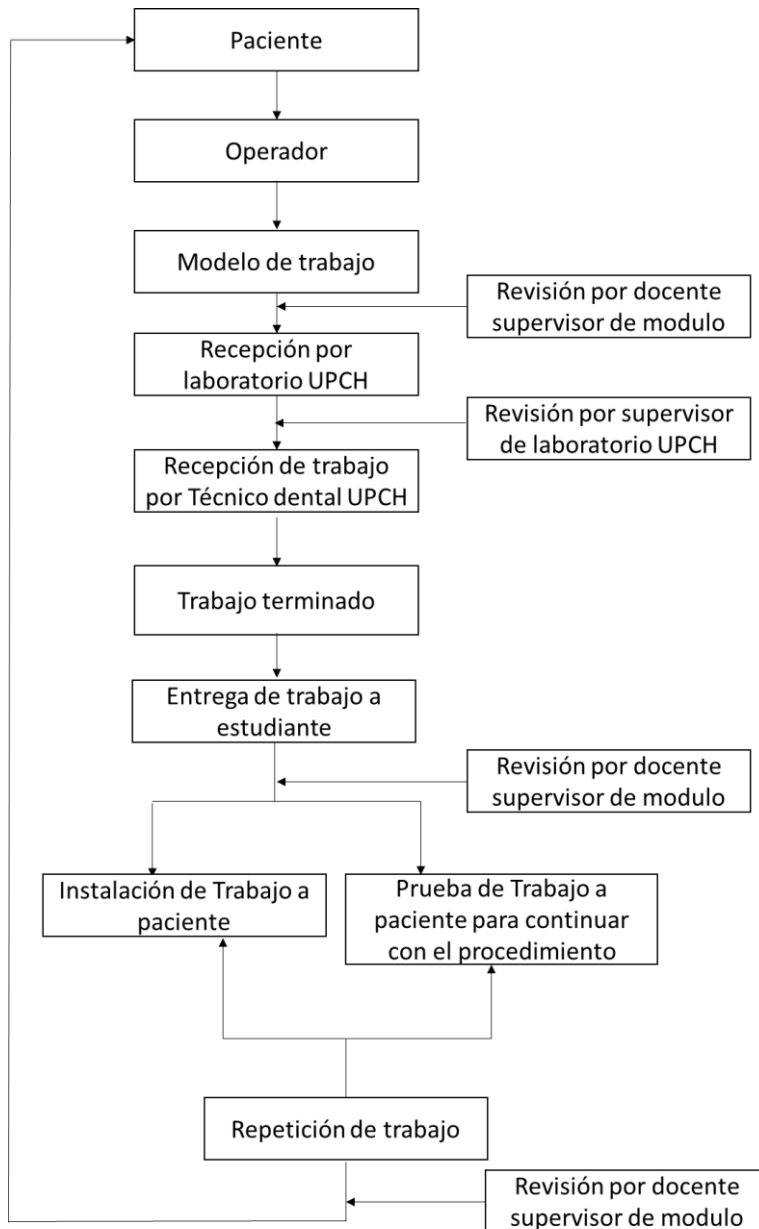 Paciente
Operador
Modelo de trabajo
Revisión por docente
supervisor de modulo
Recepción por
laboratorio UPCH
Revisión por supervisor
de laboratorio UPCH
Recepción de trabajo
por Técnico dental UPCH
Trabajo terminado
Entrega de trabajo a
estudiante
Revisión por docente
supervisor de modulo
Instalación de Trabajo a
paciente
Prueba de Trabajo a
paciente para continuar
con el procedimiento
Repetición de trabajo
Revisión por docente
supervisor de modulo